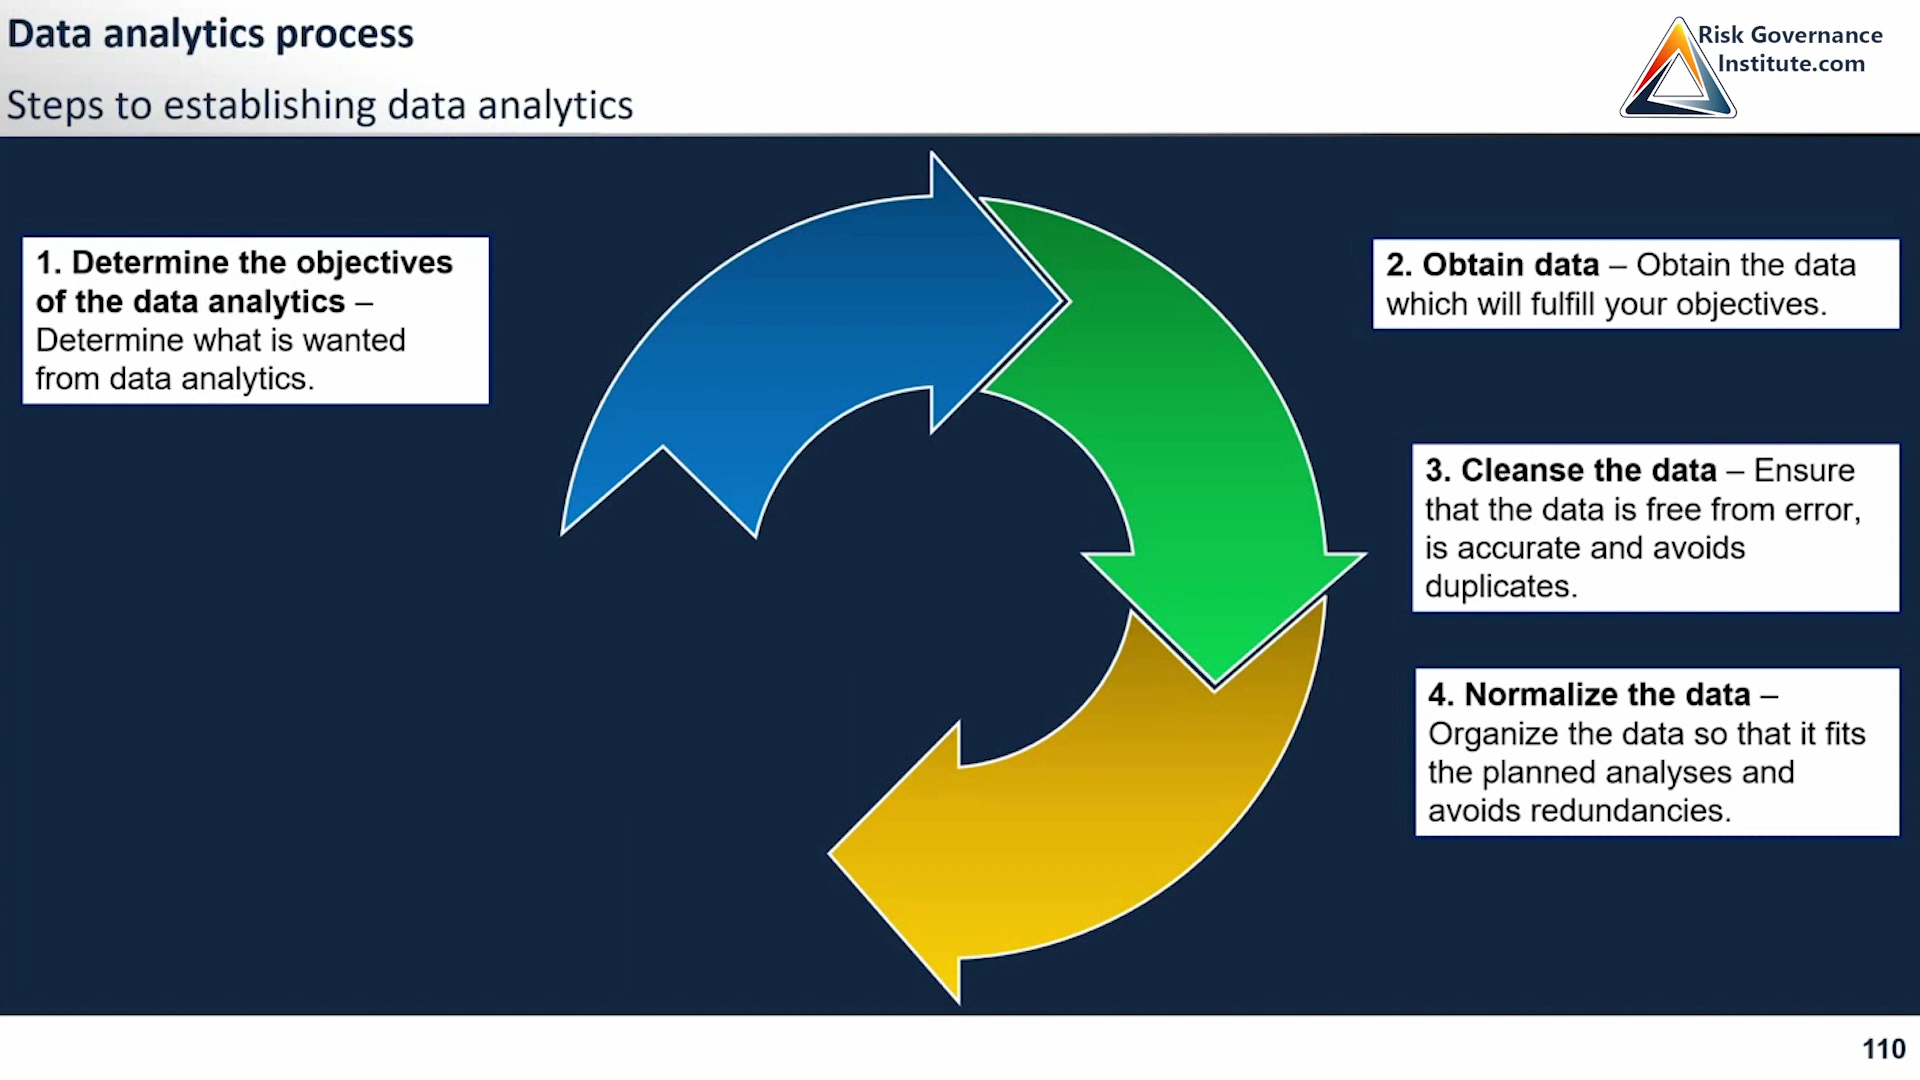 Data analytics process
Steps to establishing data analytics
Risk Governance
Institute.com
1. Determine the objectives
of the data analytics –
Determine what is wanted
from data analytics.
2. Obtain data – Obtain the data
which will fulfill your objectives.
3. Cleanse the data – Ensure
that the data is free from error,
is accurate and avoids
duplicates.
4. Normalize the data –
Organize the data so that it fits
the planned analyses and
avoids redundancies.
110